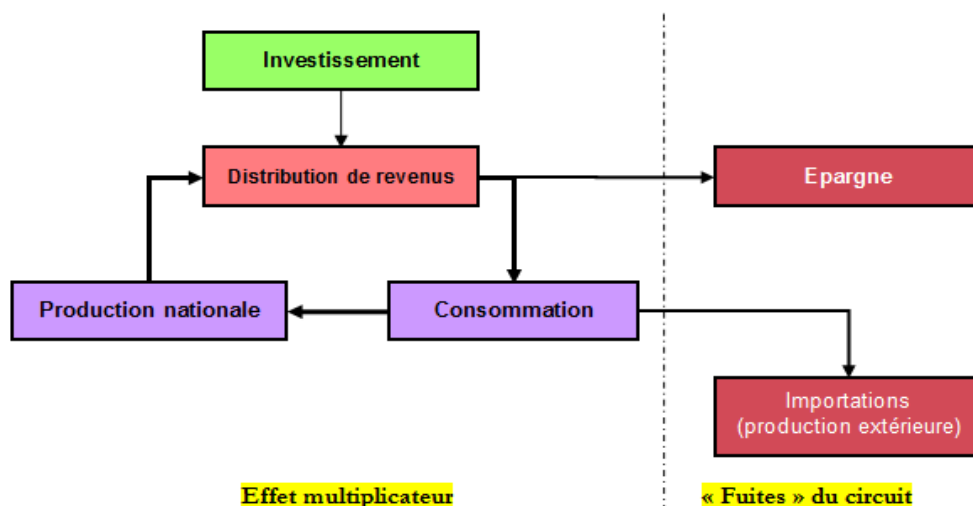 Investissement
Distribution de revenus
Epargne
Production nationale
Consommation
Importations
(production extérieure)
Effet multiplicateur
« Fuites » du circuit